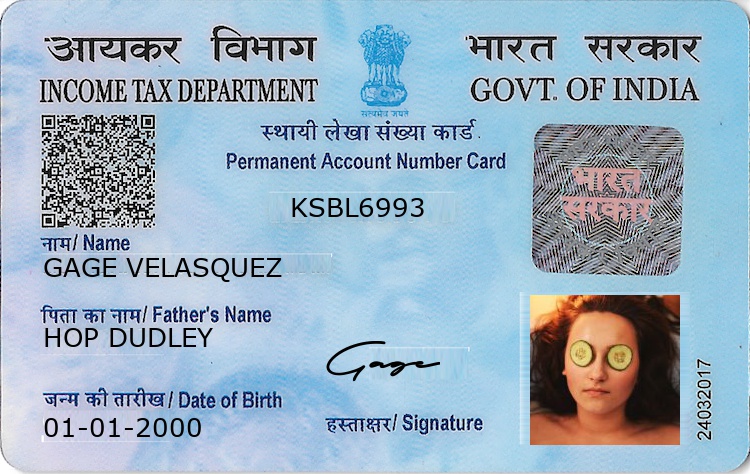 आयकर विभाग
INCOME TAX DEPARTMENT
सत्यमेव जयते
भारत सरकार
GOVT. OF INDIA
स्थायी लेखा संख्या कार्ड
Permanent Account Number Card
KSBL6993
भारत
सरकार
नाम/ Name
GAGE VELASQUEZ
पिता का नाम/ Father's Name
HOP DUDLEY
Gage
जन्म की तारीख / Date of Birth
01-01-2000
हस्ताक्षर/ Signature
24032017